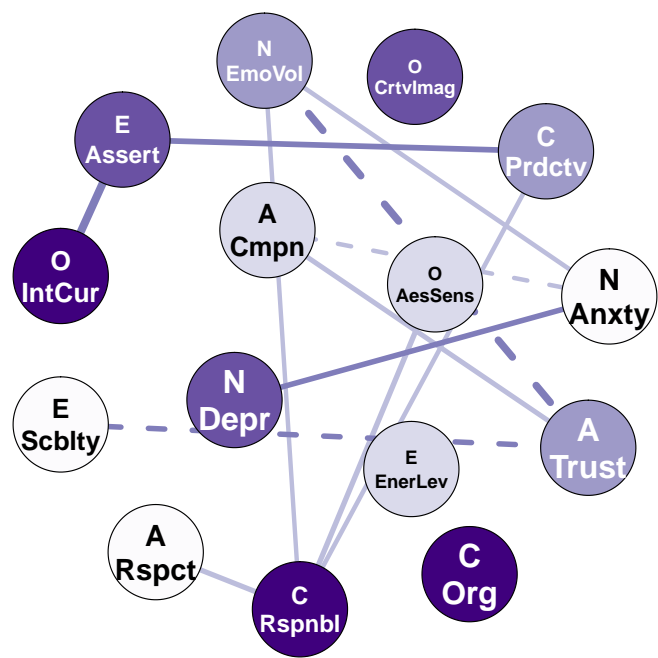 N
EmoVol
O
CrtvImag
E
Assert
C
Prdctv
A
Cmpn
O
IntCur
O
AesSens
N
Anxty
N
Depr
E
Scblty
A
Trust
E
EnerLev
A
Rspct
C
Org
C
Rspnbl